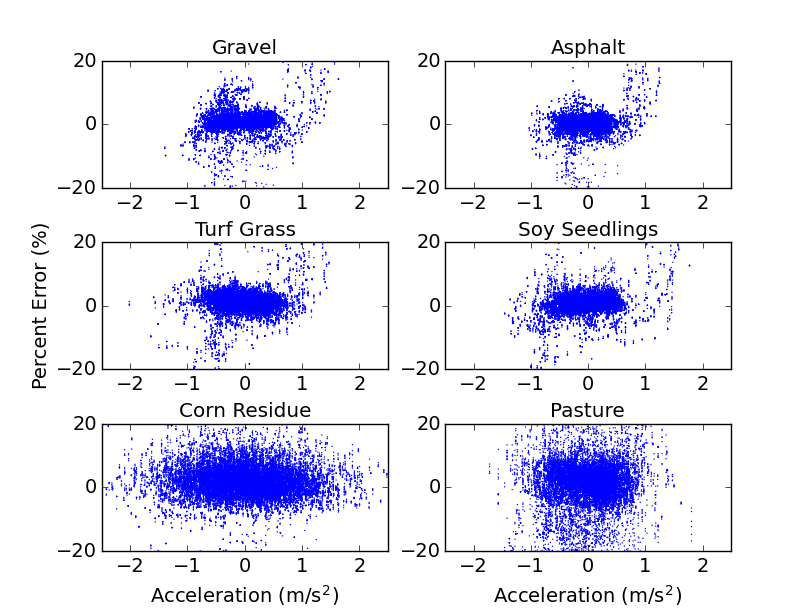 Gravel
Asphalt
20
0
−20
−2 −1 0 1 2
20
0
−20
−2 −1 0 1 2
Turf Grass
Soy Seedlings
20
0
−20
−2 −1 0 1 2
20
0
−20
−2 −1 0 1 2
Percent Error (%)
Corn Residue
Pasture
20
0
−20
−2 −1 0 1 2
20
0
−20
−2 −1 0 1 2
Acceleration (m/s²)
Acceleration (m/s²)